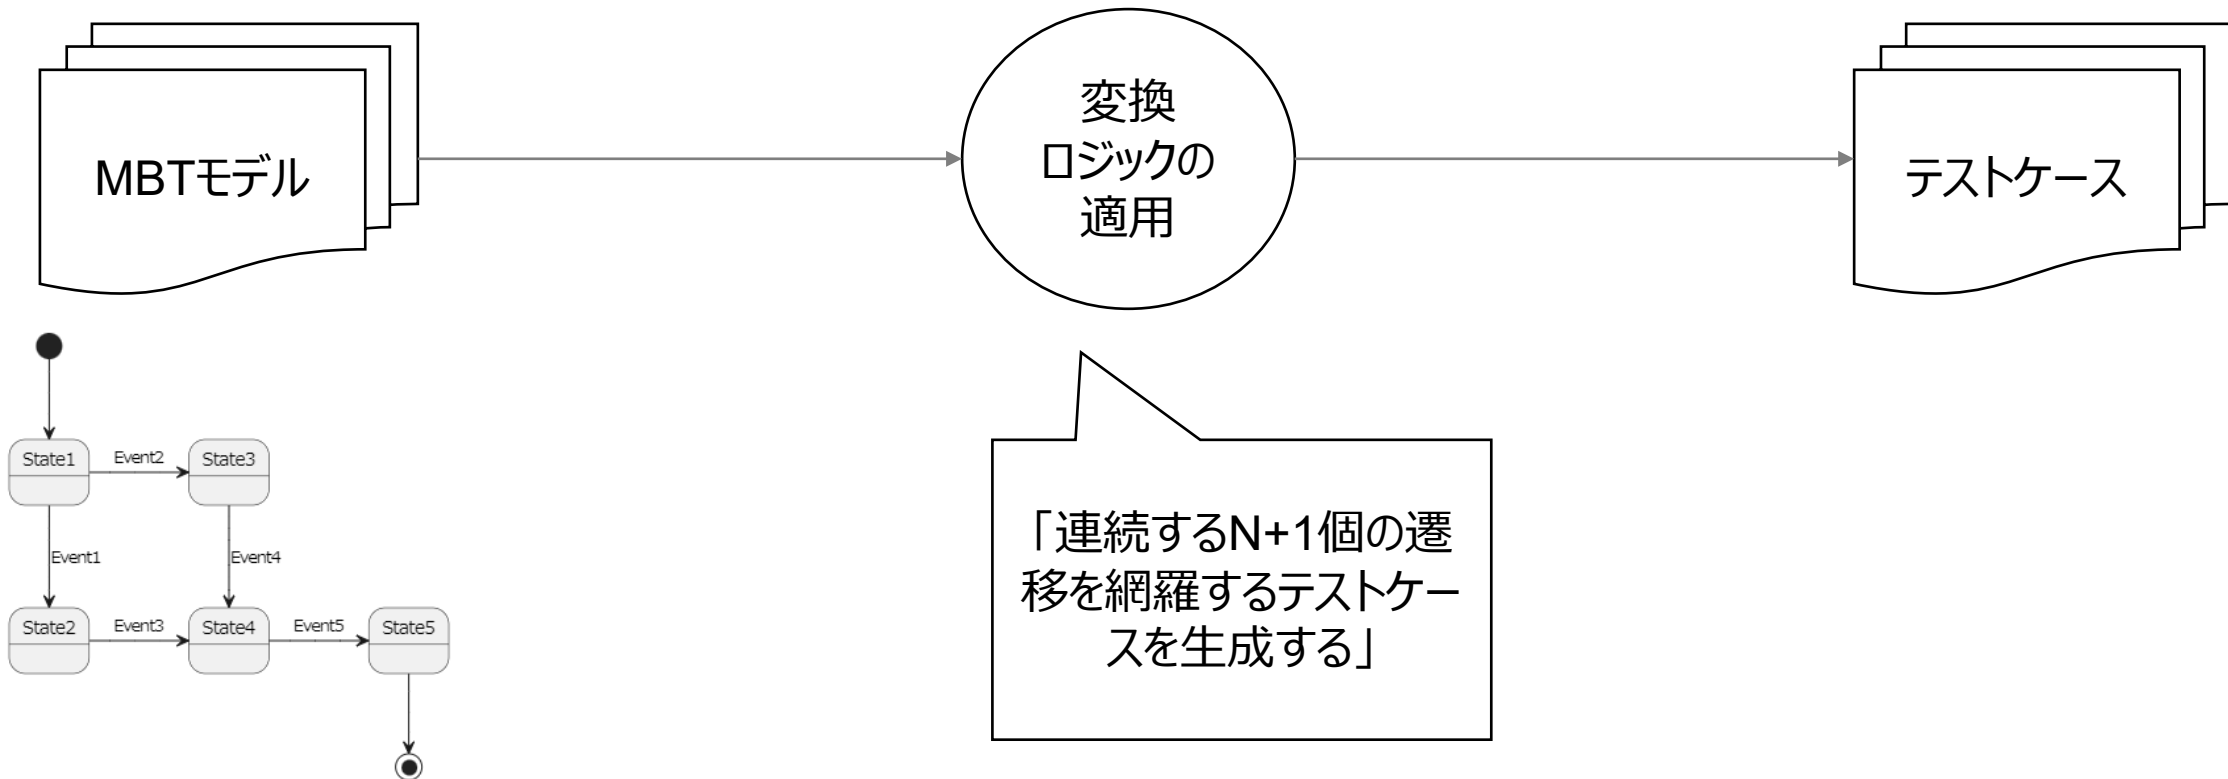 MBTモデル
変換
ロジックの
適用
テストケース
State1
Event2
State3
Event1
Event4
State2
Event3
State4
Event5
State5
「連続するN+1個の遷
移を網羅するテストケー
スを生成する」